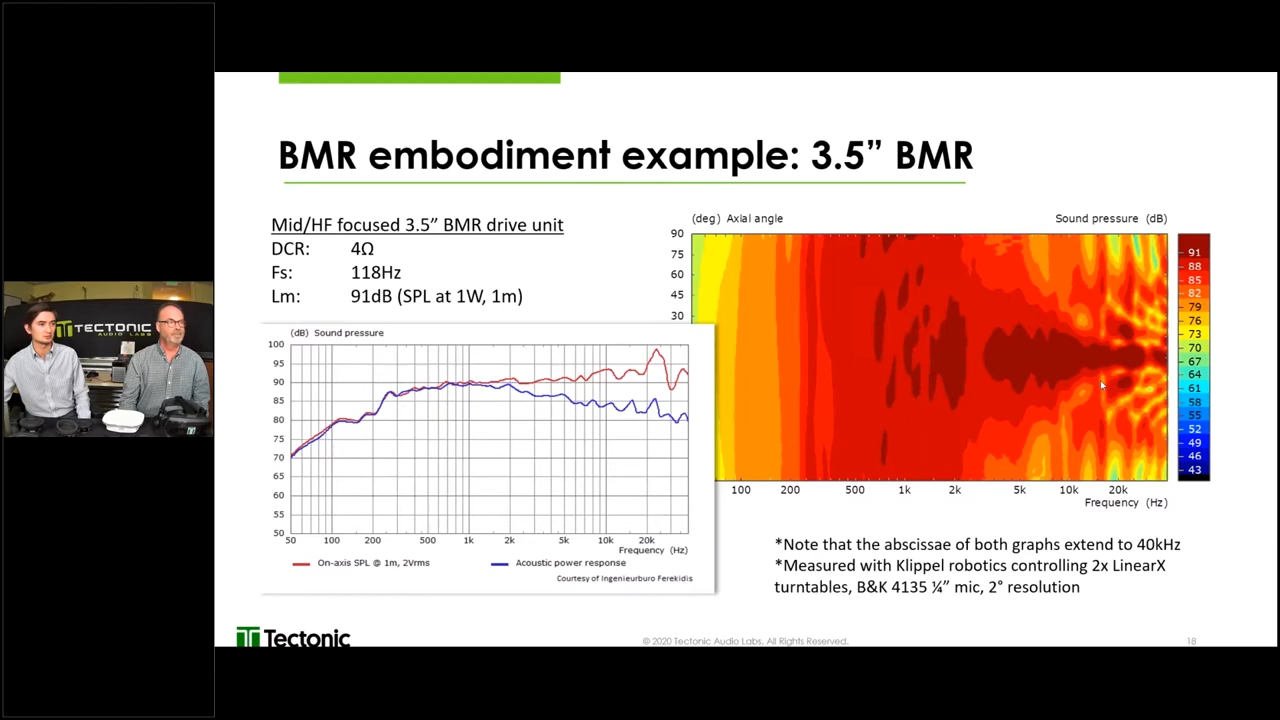 BMR embodiment example: 3.5” BMR
Mid/HF focused 3.5” BMR drive unit
DCR: 4Ω
Fs: 118Hz
Lm: 91dB (SPL at 1W, 1m)
(deg) Axial angle
Sound pressure (dB)
90
75
60
45
30
91
88
85
82
79
76
73
70
67
64
61
58
55
52
49
46
43
100 200 500 1k 2k 5k 10k 20k
Frequency (Hz)
(dB) Sound pressure
100
95
90
85
80
75
70
65
60
55
50
50 100 200 500 1k 2k 5k 10k 20k
Frequency (Hz)
On-axis SPL @ 1m, 2Vrms
Acoustic power response
Courtesy of Ingenieurburo Ferekidis
*Note that the abscissae of both graphs extend to 40kHz
*Measured with Klippel robotics controlling 2x LinearX
turntables, B&K 4135 ¼” mic, 2° resolution
TECTONIC
AUDIO LABS
Tectonic
© 2020 Tectonic Audio Labs. All Rights Reserved.
18